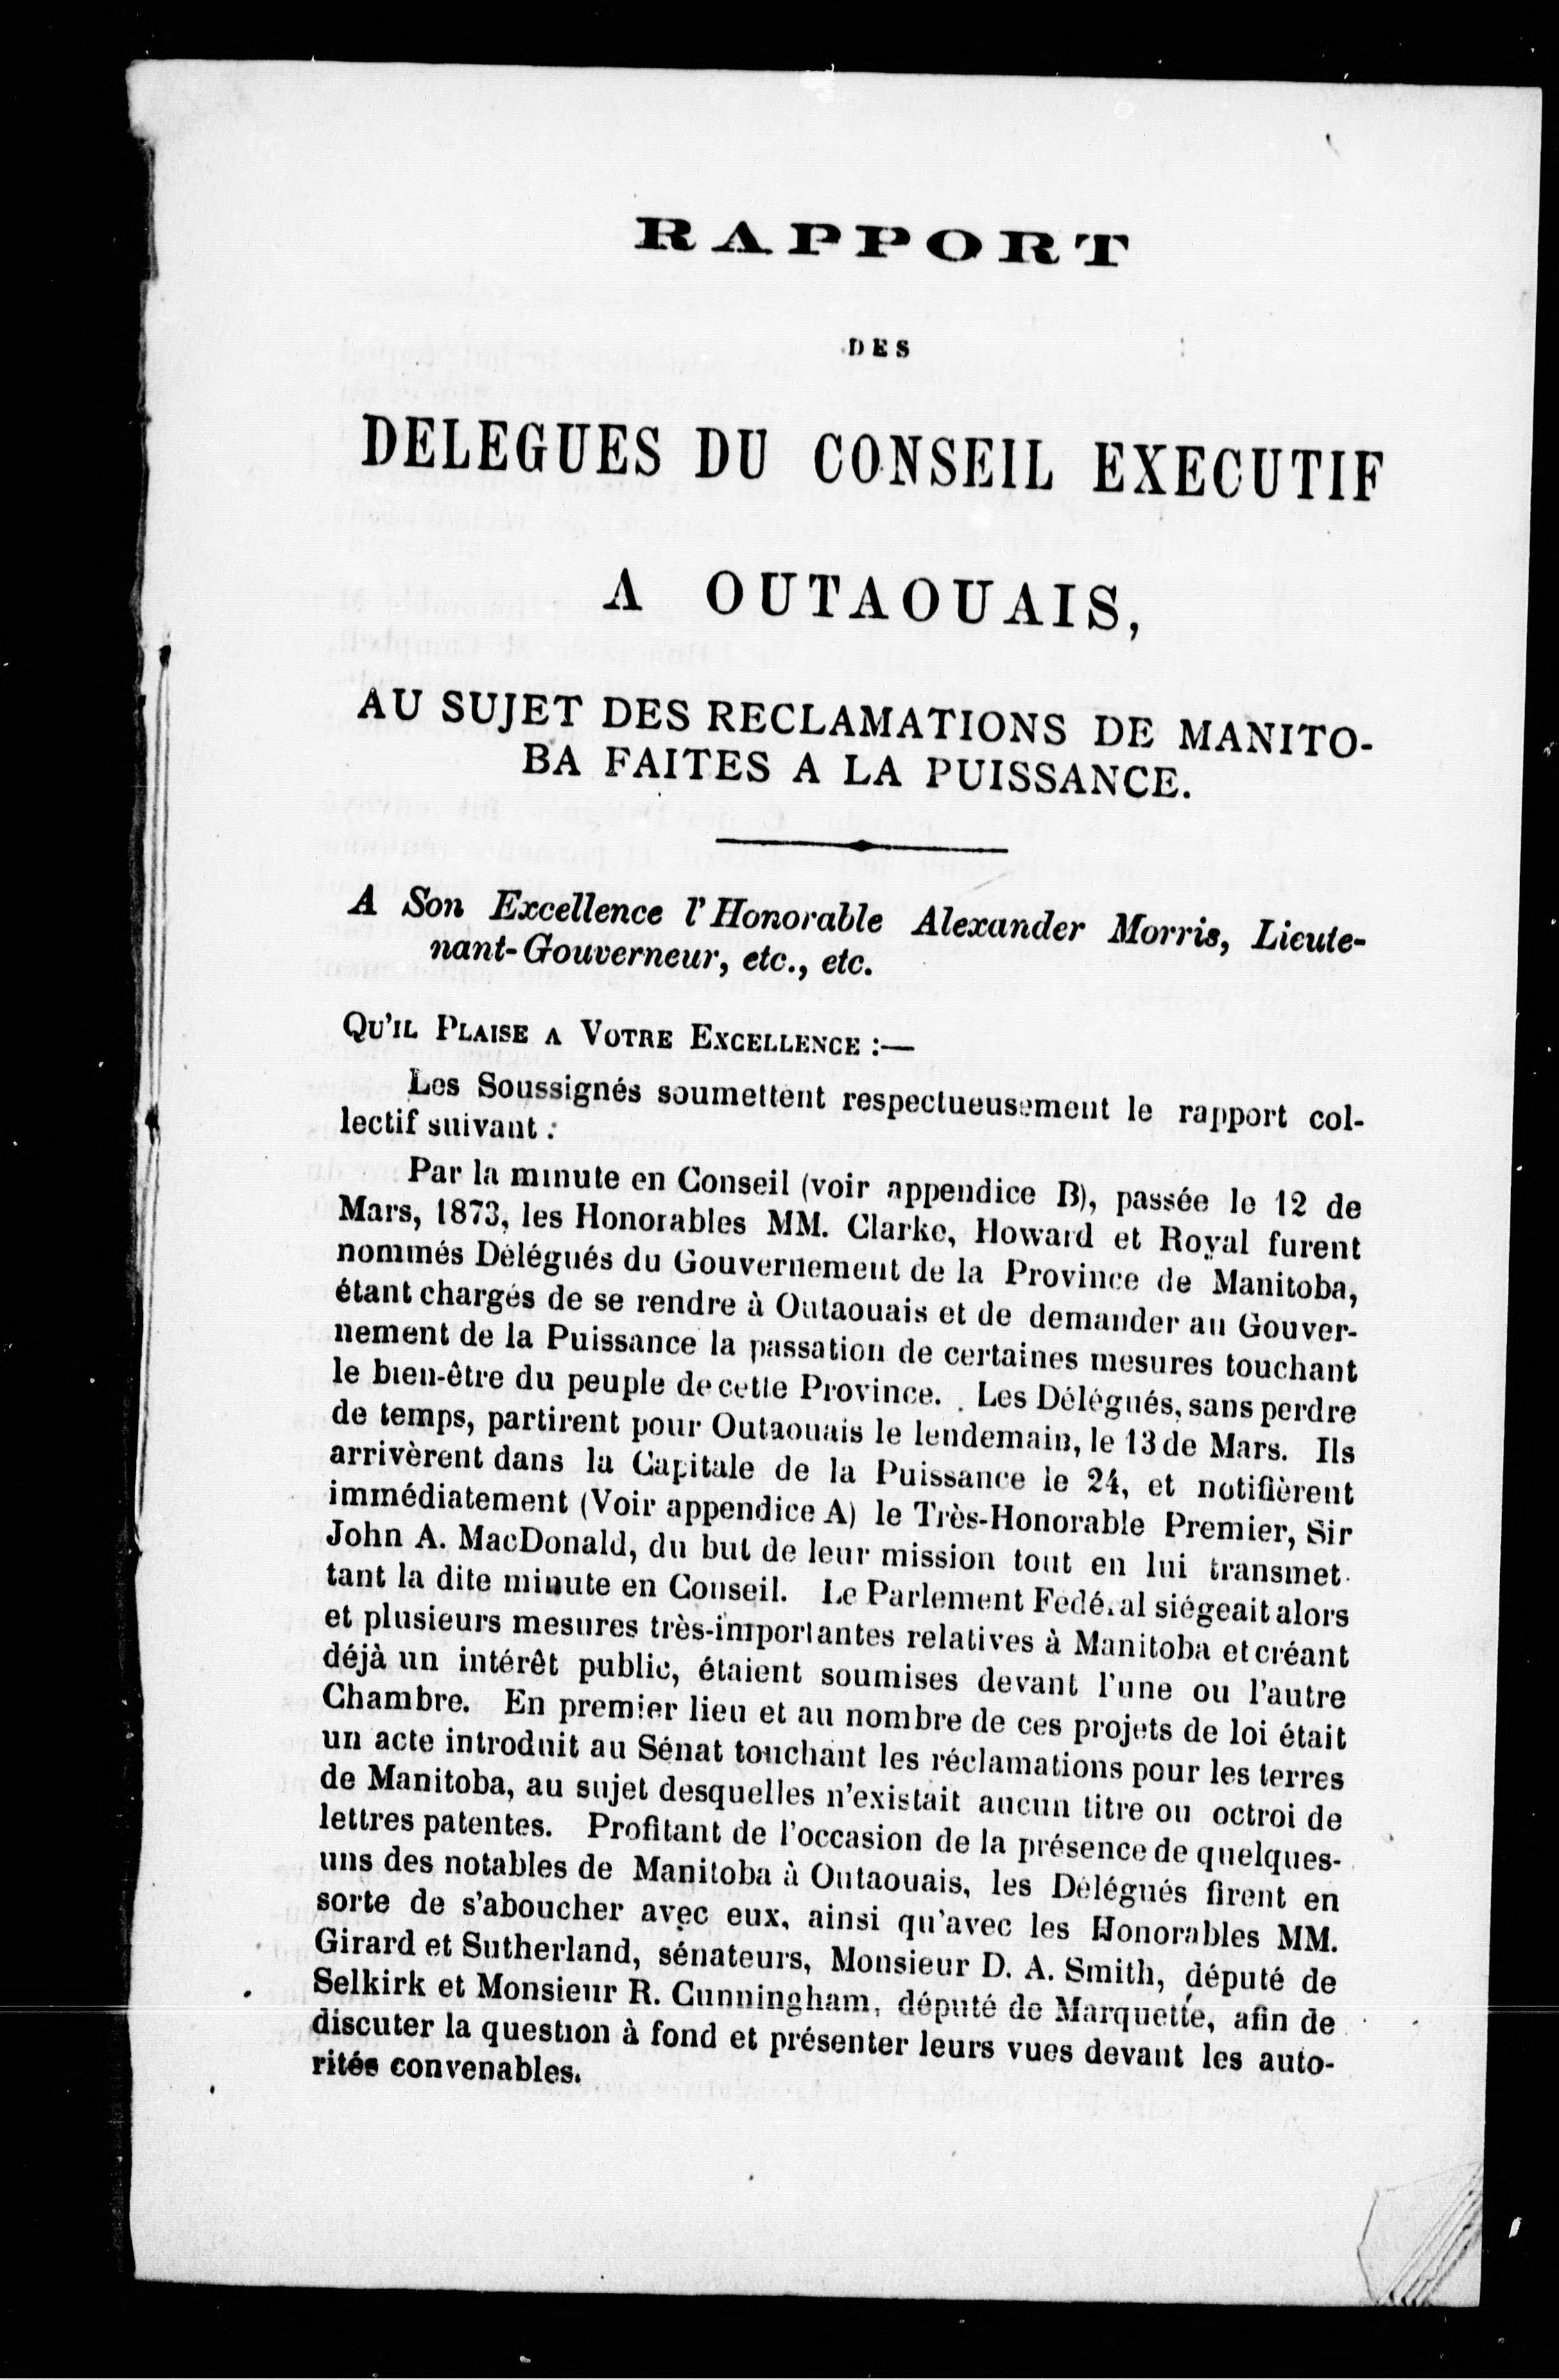 RAPPORT
DES
DELEGUES DU CONSEIL EXECUTIF
A OUTAOUAIS,
AU SUJET DES RECLAMATIONS DE MANITO-
BA FAITES A LA PUISSANCE.
A Son Excellence l'Honorable Alexander Morris, Lieute-
nant-Gouverneur, etc., etc.
QU'IL PLAISE A VOTRE EXCELLENCE :—
Les Soussignés soumettent respectueusement le rapport col-
lectif suivant :
Par la minute en Conseil (voir appendice B), passée le 12 de
Mars, 1873, les Honorables MM. Clarke, Howard et Royal furent
nommés Délégués du Gouvernement de la Province de Manitoba,
étant chargés de se rendre à Outaouais et de demander au Gouver-
nement de la Puissance la passation de certaines mesures touchant
le bien-être du peuple de cette Province. Les Délégués, sans perdre
de temps, partirent pour Outaouais le lendemain, le 13 de Mars. Ils
arrivèrent dans la Capitale de la Puissance le 24, et notifièrent
immédiatement (Voir appendice A) le Très-Honorable Premier, Sir
John A. MacDonald, du but de leur mission tout en lui transmet-
tant la dite minute en Conseil. Le Parlement Fedéral siégeait alors
et plusieurs mesures très-importantes relatives à Manitoba et créant
déjà un intérêt public, étaient soumises devant l'une ou l'autre
Chambre. En premier lieu et au nombre de ces projets de loi était
un acte introduit au Sénat touchant les réclamations pour les terres
de Manitoba, au sujet desquelles n'existait aucun titre ou octroi de
lettres patentes. Profitant de l'occasion de la présence de quelques-
uns des notables de Manitoba à Outaouais, les Délégués firent en
sorte de s'aboucher avec eux, ainsi qu'avec les Honorables MM.
Girard et Sutherland, sénateurs, Monsieur D. A. Smith, député de
Selkirk et Monsieur R. Cunningham, député de Marquette, afin de
discuter la question à fond et présenter leurs vues devant les auto-
rités convenables.